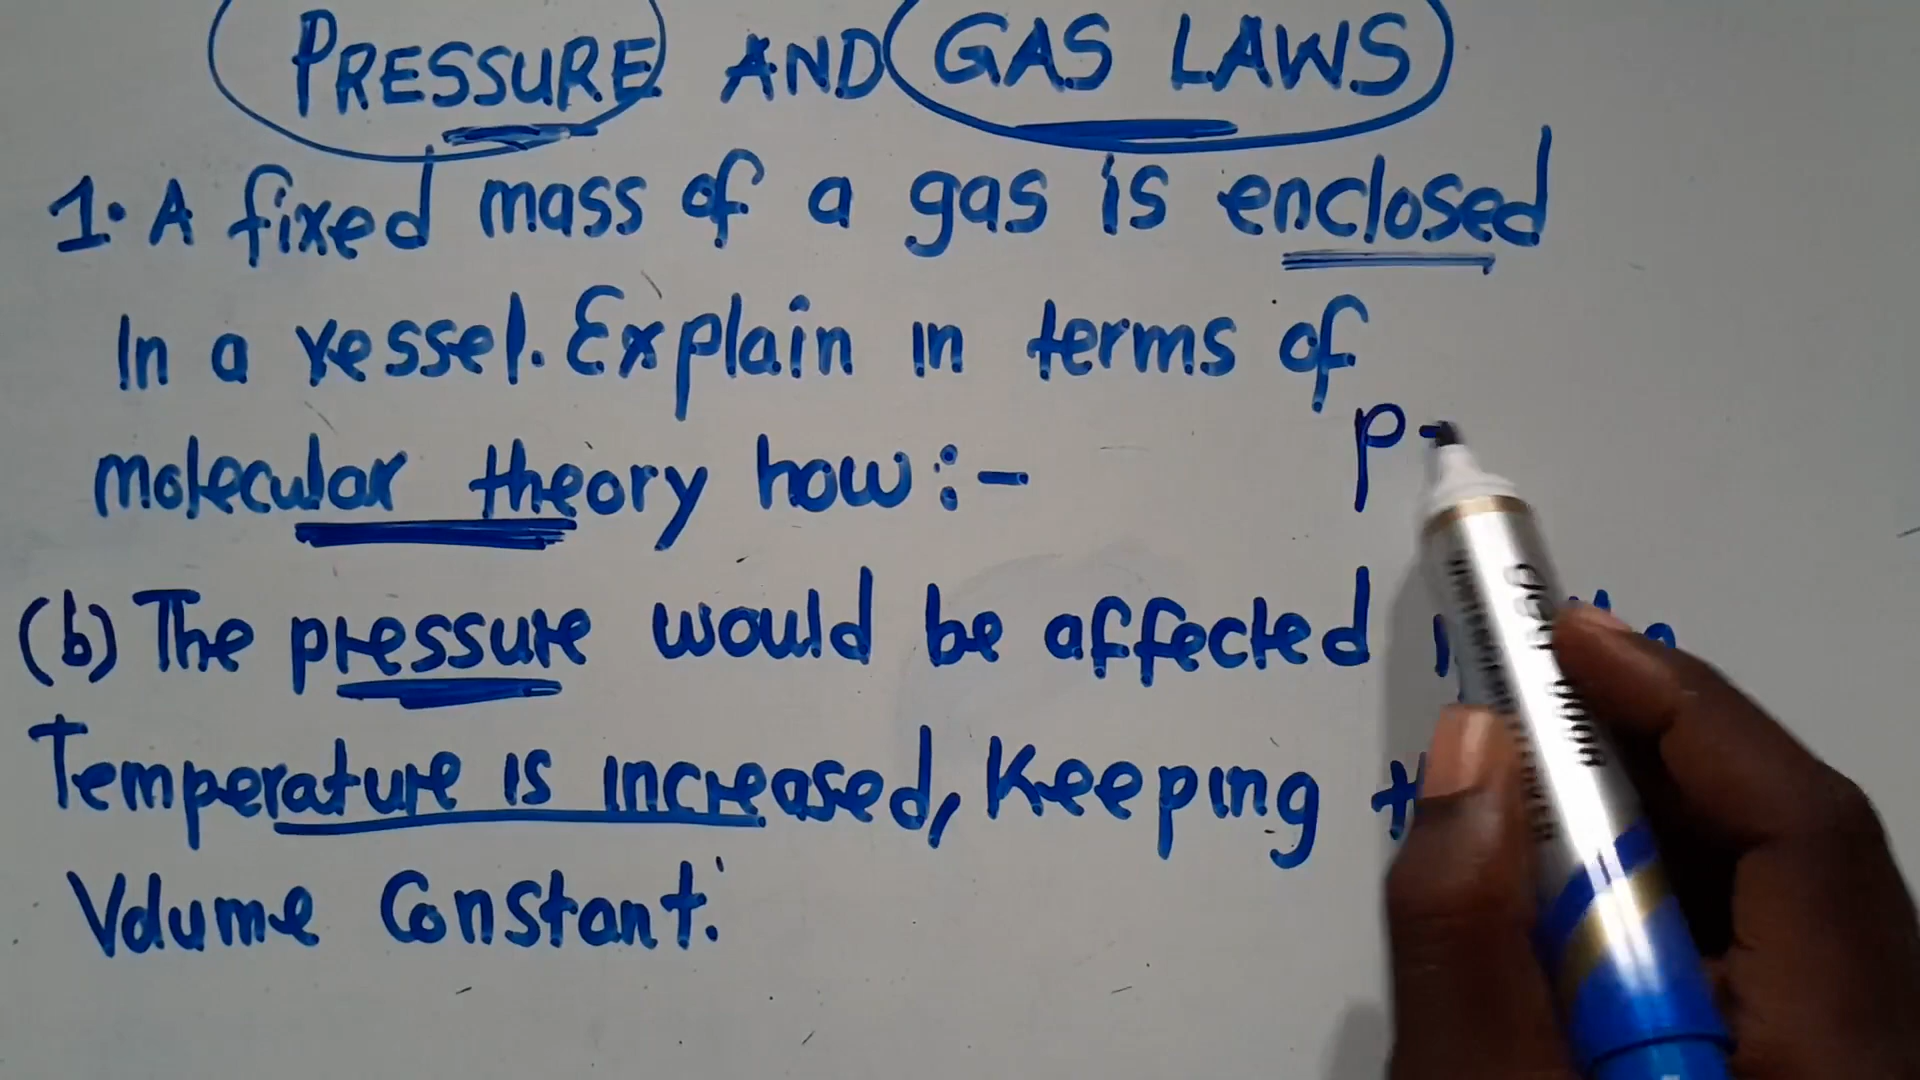 PRESSURE AND GAS LAWS
1. A fixed mass of a gas is enclosed
In a vessel. Explain in terms of
molecular theory how :-
P
(b) The pressure would be affected
Temperature is increased, Keeping
Volume Constant.